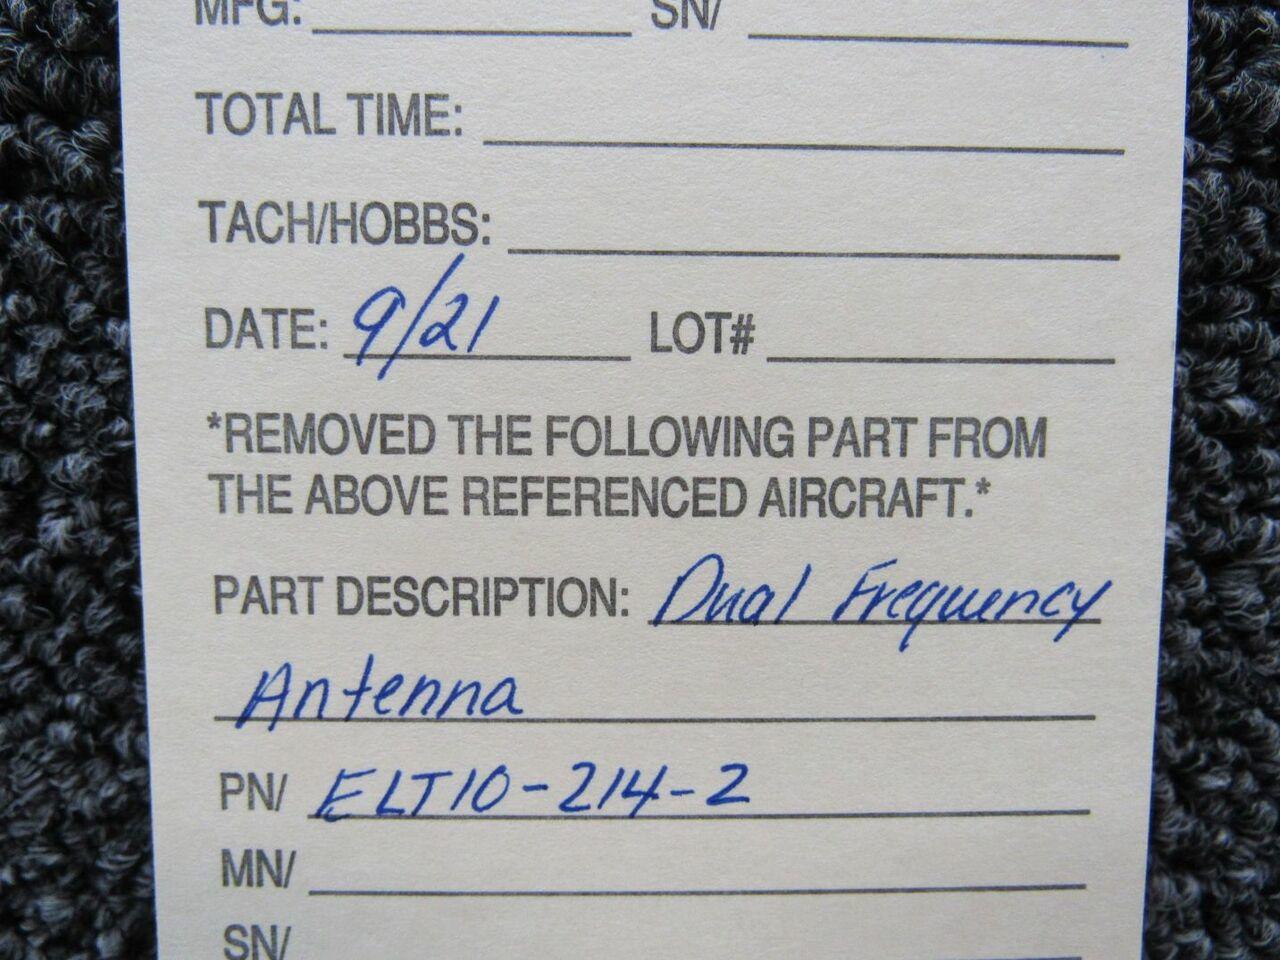 MFG: SN/
TOTAL TIME:
TACH/HOBBS:
DATE: 9/21 LOT#
*REMOVED THE FOLLOWING PART FROM
THE ABOVE REFERENCED AIRCRAFT.*
PART DESCRIPTION: Dual Frequency
Antenna
PN/ ELT10-214-2
MN/
SN/